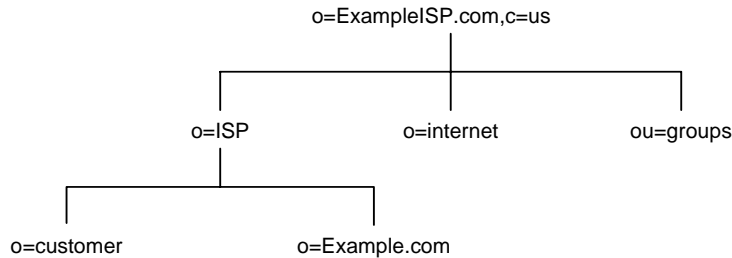 o=ExampleISP.com,c=us
o=ISP
o=internet
ou=groups
o=customer
o=Example.com